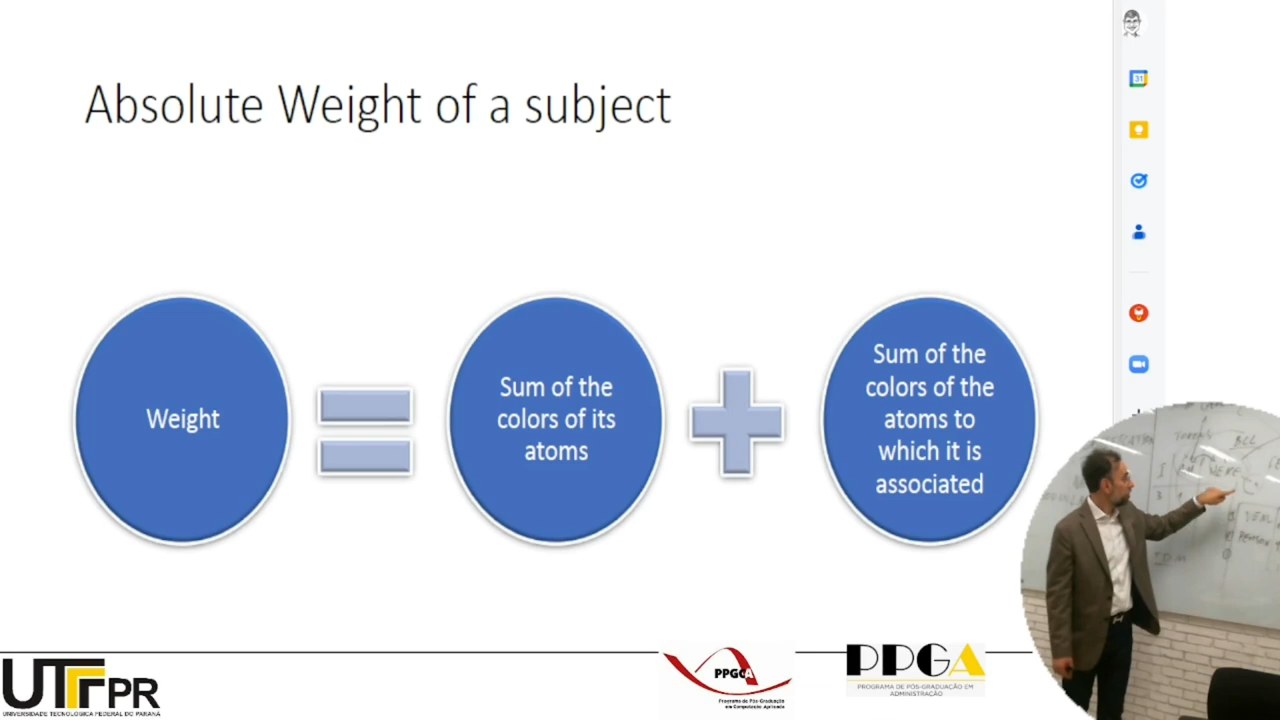 Absolute Weight of a subject
Weight
Sum of the
colors of its
atoms
Sum of the
colors of the
atoms to
which it is
associated
31
BCC
UTFPR
UNIVERSIDADE TECNOLÓGICA FEDERAL DO PARANÁ
PPGCA
Programa de Pós-Graduação
em Computação Aplicada
PPGA
PROGRAMA DE PÓS-GRADUAÇÃO EM
ADMINISTRAÇÃO